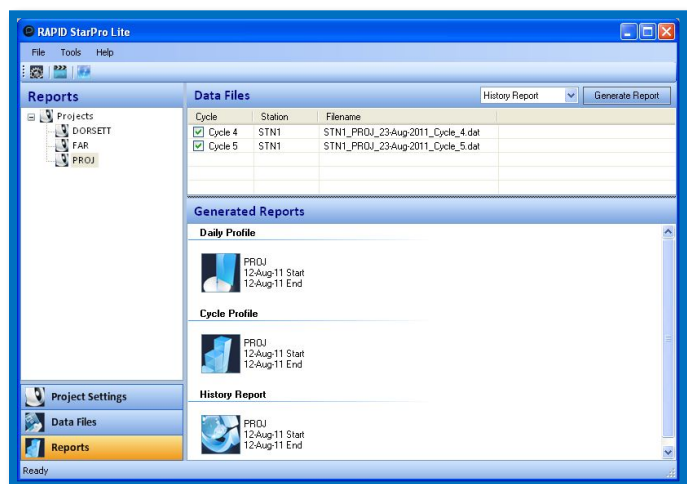 RAPID StarPro Lite
File Tools Help
Reports
Projects
DORSETT
FAR
PROJ
Project Settings
Data Files
Reports
Data Files
History Report
Generate Report
Cycle Station Filename
Cycle 4 STN1 STN1_PROJ_23-Aug-2011_Cycle_4.dat
Cycle 5 STN1 STN1_PROJ_23-Aug-2011_Cycle_5.dat
Generated Reports
Daily Profile
PROJ
12-Aug-11 Start
12-Aug-11 End
Cycle Profile
PROJ
12-Aug-11 Start
12-Aug-11 End
History Report
PROJ
12-Aug-11 Start
12-Aug-11 End
Ready